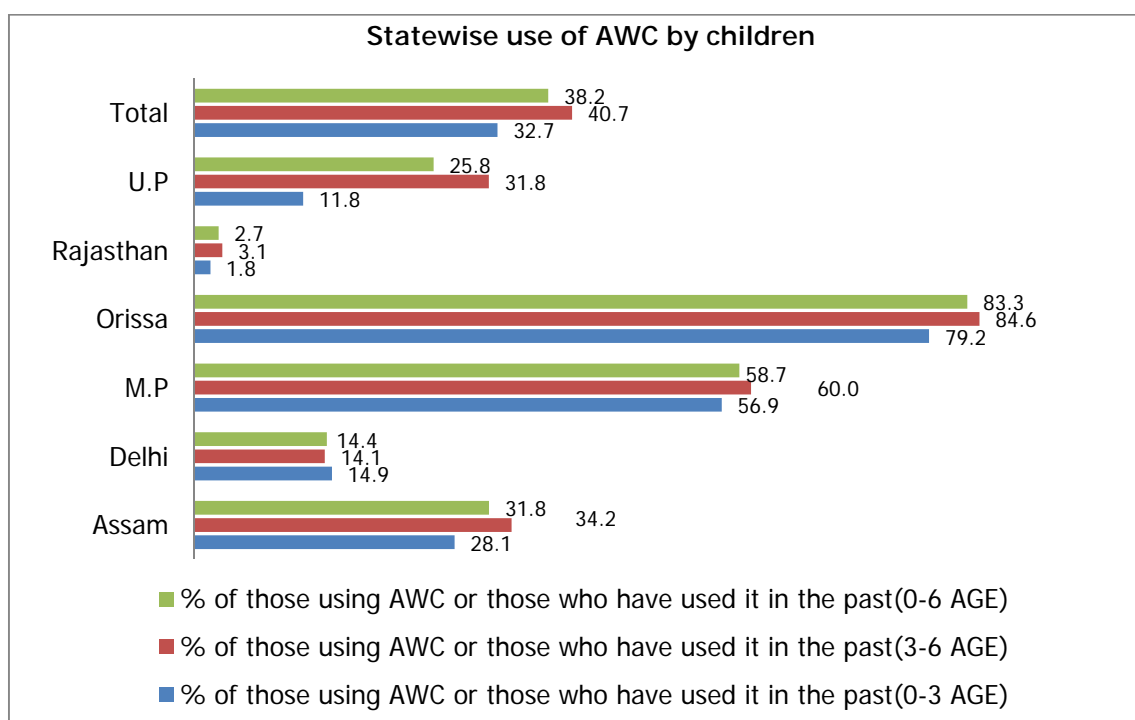 Statewise use of AWC by children
Total
38.2
40.7
32.7
U.P
25.8
31.8
11.8
Rajasthan
2.7
3.1
1.8
Orissa
83.3
84.6
79.2
M.P
58.7
60.0
56.9
Delhi
14.4
14.1
14.9
Assam
31.8
34.2
28.1
% of those using AWC or those who have used it in the past(0-6 AGE)
% of those using AWC or those who have used it in the past(3-6 AGE)
% of those using AWC or those who have used it in the past(0-3 AGE)